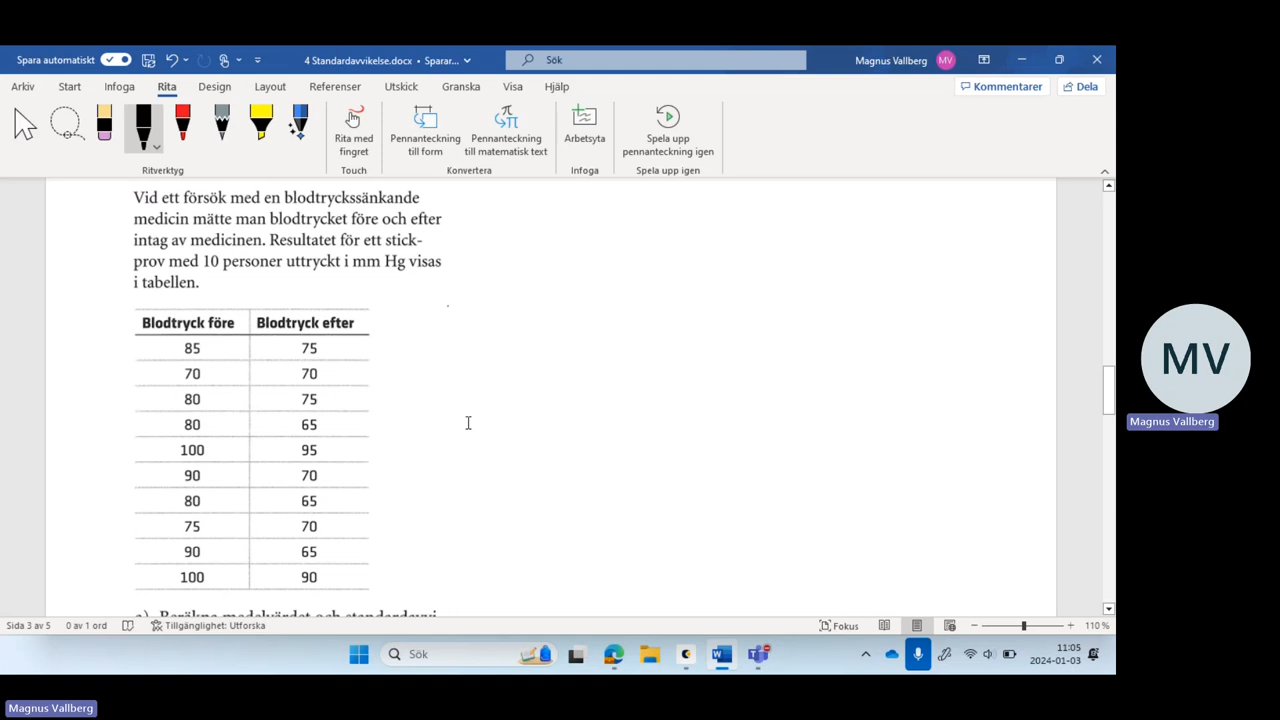 Spara automatiskt
4 Standardavvikelse.docx • Sparar...
Sök
Magnus Vallberg
MV
Arkiv Start Infoga Rita Design Layout Referenser Utskick Granska Visa Hjälp
Kommentarer
Dela
Rita med fingret
Pennanteckning till form
Pennanteckning till matematisk text
Arbetsyta
Spela upp pennanteckning igen
Ritverktyg
Touch
Konvertera
Infoga
Spela upp igen
Vid ett försök med en blodtryckssänkande
medicin mätte man blodtrycket före och efter
intag av medicinen. Resultatet för ett stick-
prov med 10 personer uttryckt i mm Hg visas
i tabellen.
Blodtryck före Blodtryck efter
85 75
70 70
80 75
80 65
100 95
90 70
80 65
75 70
90 65
100 90
a) Beräkna medelvärdet och standardavvi-
MV
Magnus Vallberg
Sida 3 av 5
0 av 1 ord
Tillgänglighet: Utforska
Fokus
110 %
Sök
11:05
2024-01-03
Magnus Vallberg